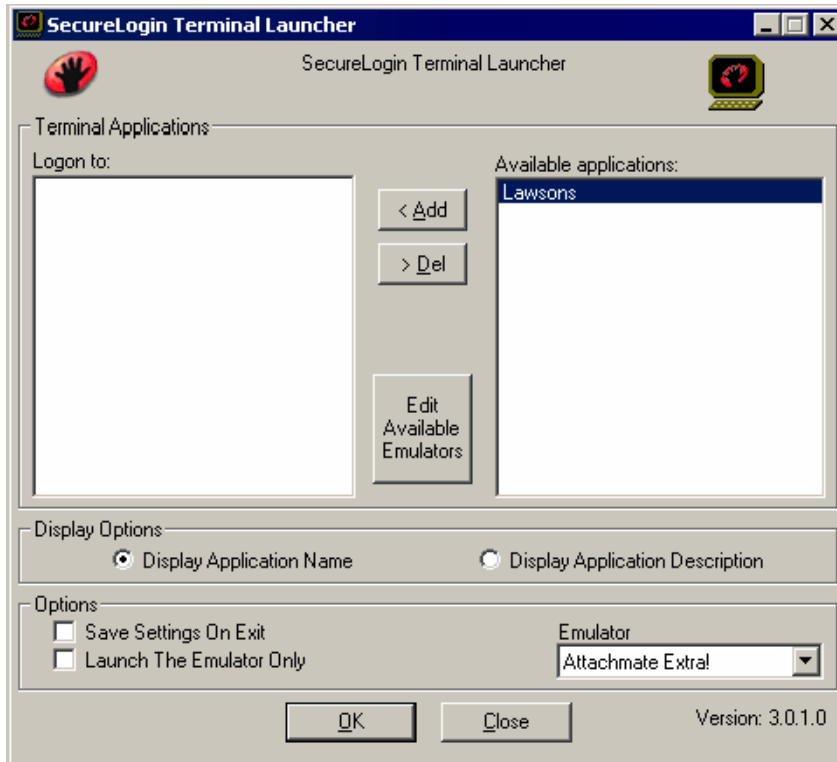 SecureLogin Terminal Launcher
SecureLogin Terminal Launcher
Terminal Applications
Logon to:
Available applications:
Lawsons
< Add
> Del
Edit
Available
Emulators
Display Options
Display Application Name
Display Application Description
Options
Save Settings On Exit
Emulator
Launch The Emulator Only
Attachmate Extra!
OK
Close
Version: 3.0.1.0